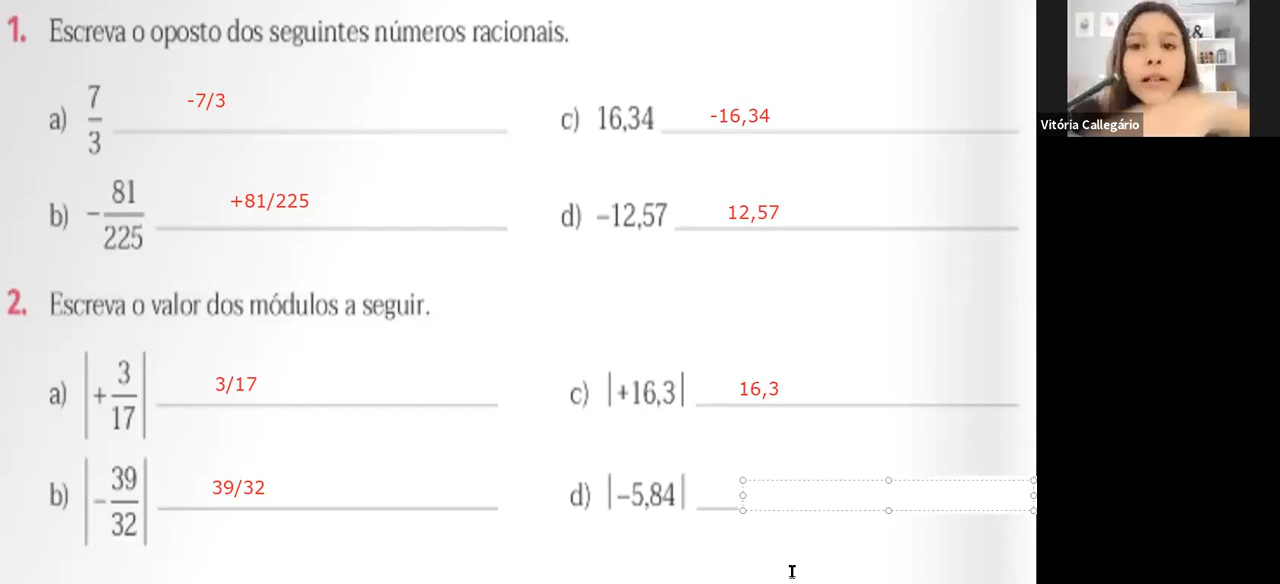 1. Escreva o oposto dos seguintes números racionais.
a) 7/3 -7/3
c) 16,34 -16,34
b) -81/225 +81/225
d) -12,57 12,57
2. Escreva o valor dos módulos a seguir.
a) |+3/17| 3/17
c) |+16,3| 16,3
b) |-39/32| 39/32
d) |-5,84|
&
Vitória Callegário